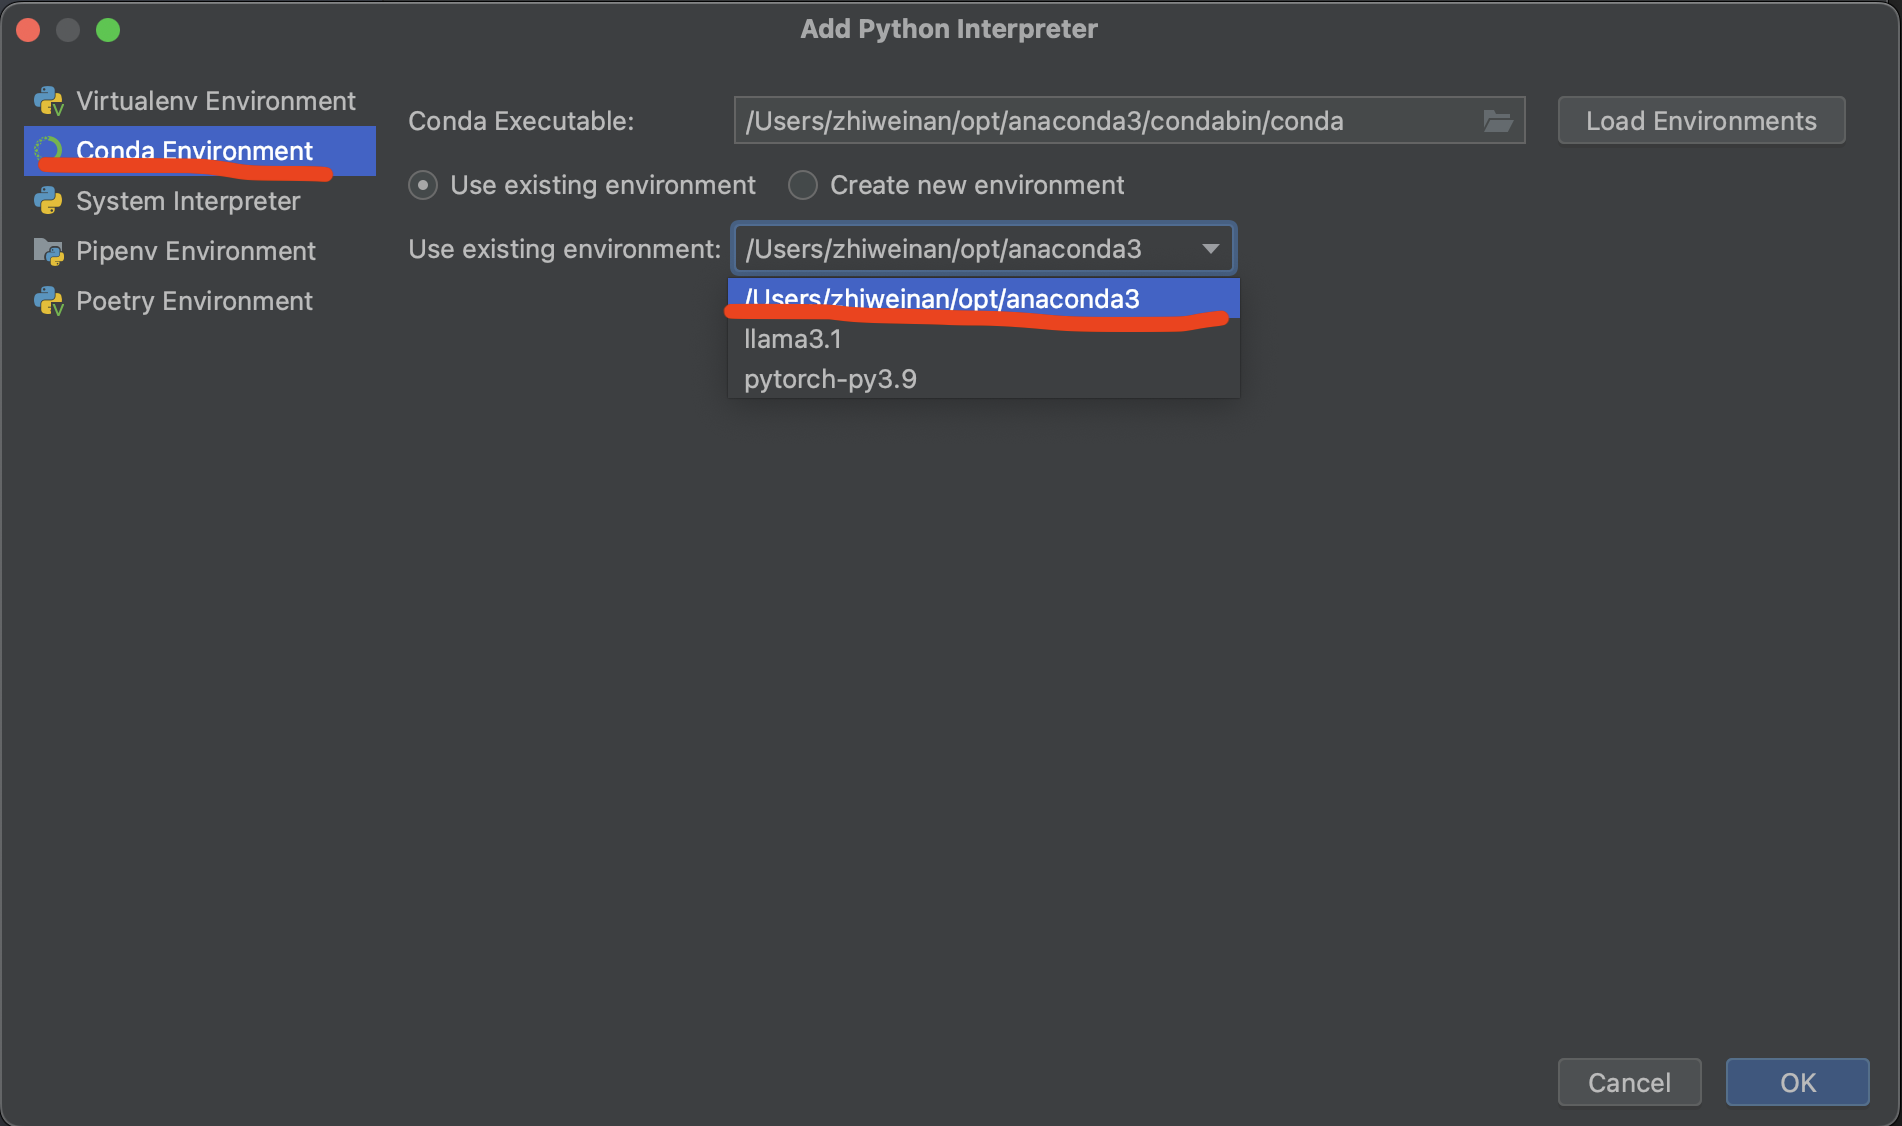 Add Python Interpreter
Virtualenv Environment
Conda Environment
System Interpreter
Pipenv Environment
Poetry Environment
Conda Executable: /Users/zhiweinan/opt/anaconda3/condabin/conda Load Environments
Use existing environment Create new environment
Use existing environment: /Users/zhiweinan/opt/anaconda3
/Users/zhiweinan/opt/anaconda3
llama3.1
pytorch-py3.9
Cancel OK